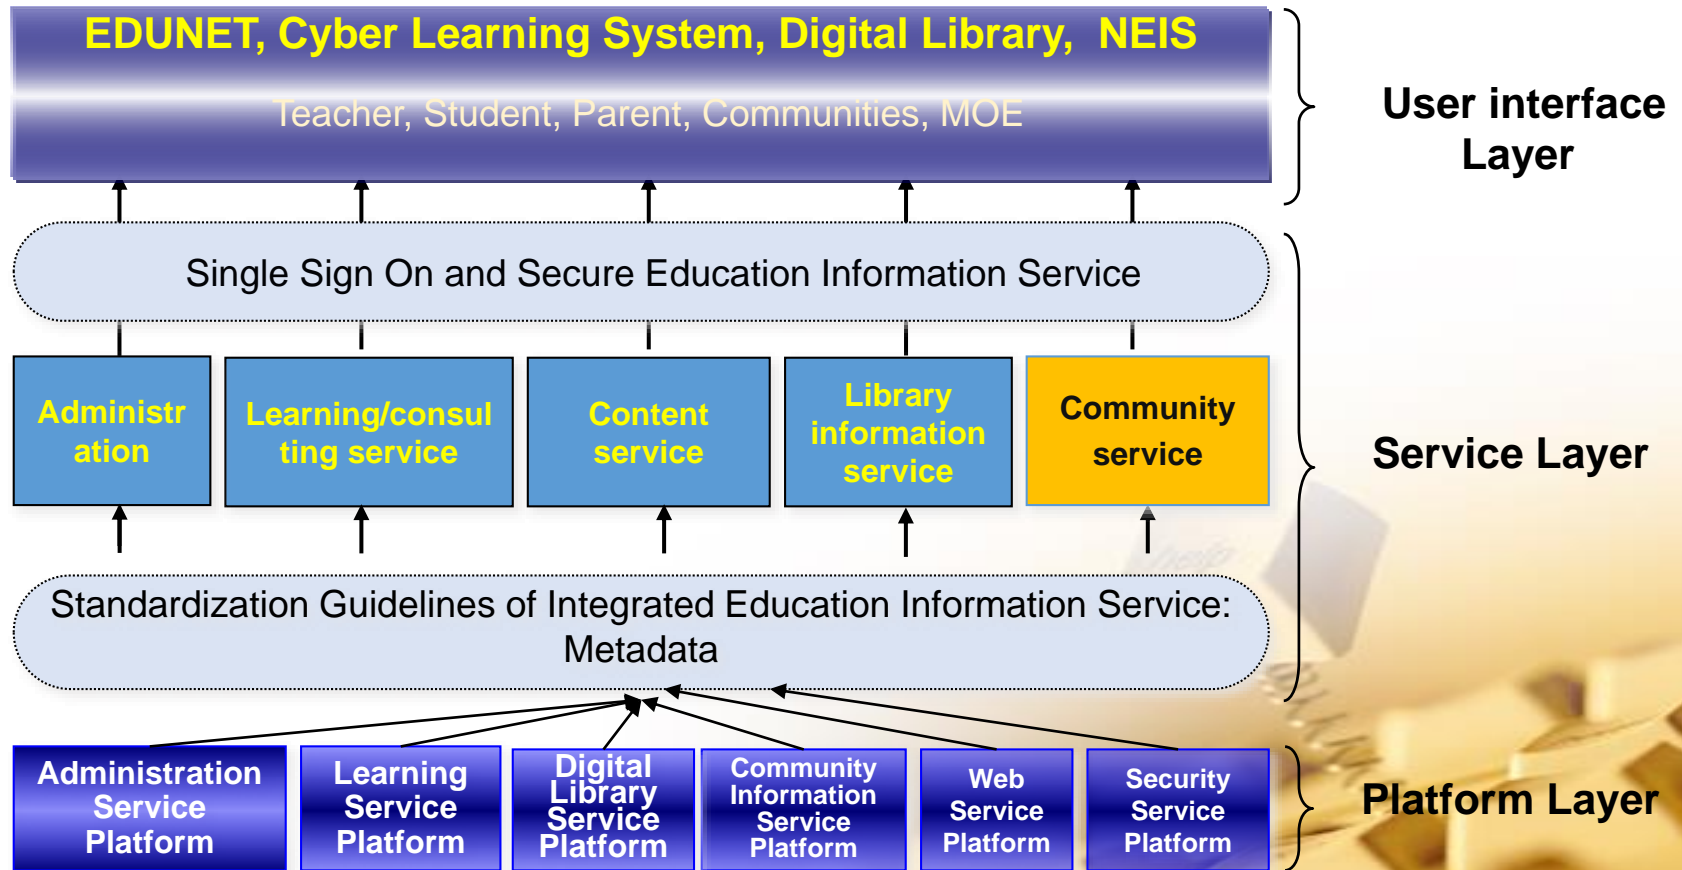 EDUNET, Cyber Learning System, Digital Library, NEIS
Teacher, Student, Parent, Communities, MOE
User interface
Layer
Single Sign On and Secure Education Information Service
Administr
ation
Learning/consul
ting service
Content
service
Library
information
service
Community
service
Service Layer
Standardization Guidelines of Integrated Education Information Service:
Metadata
Administration
Service
Platform
Learning
Service
Platform
Digital
Library
Service
Platform
Community
Information
Service
Platform
Web
Service
Platform
Security
Service
Platform
Platform Layer
help